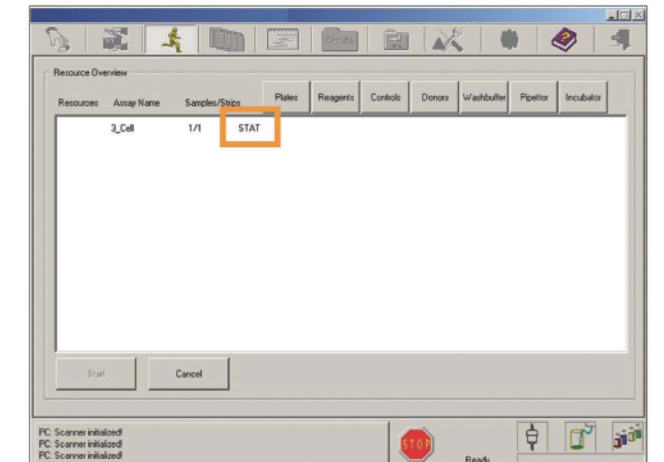 Resource Overview
Resources Assay Name Samples/Strips Plates Reagents Controls Donors Washbuffer Pipettor Incubator
3_Cell 1/1 STAT
Start Cancel
PC: Scanner initialized!
PC: Scanner initialized!
PC: Scanner initialized!
STOP
Ready